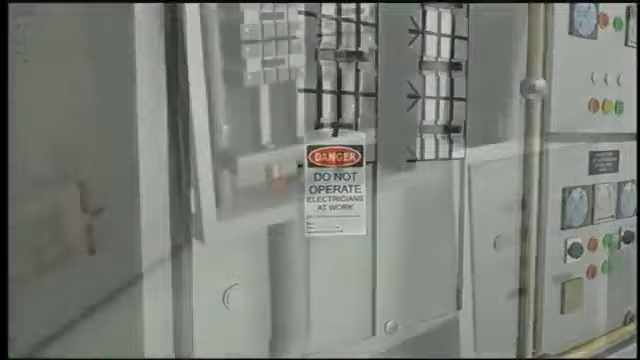 DANGER
DO NOT
OPERATE
ELECTRICIANS
AT WORK